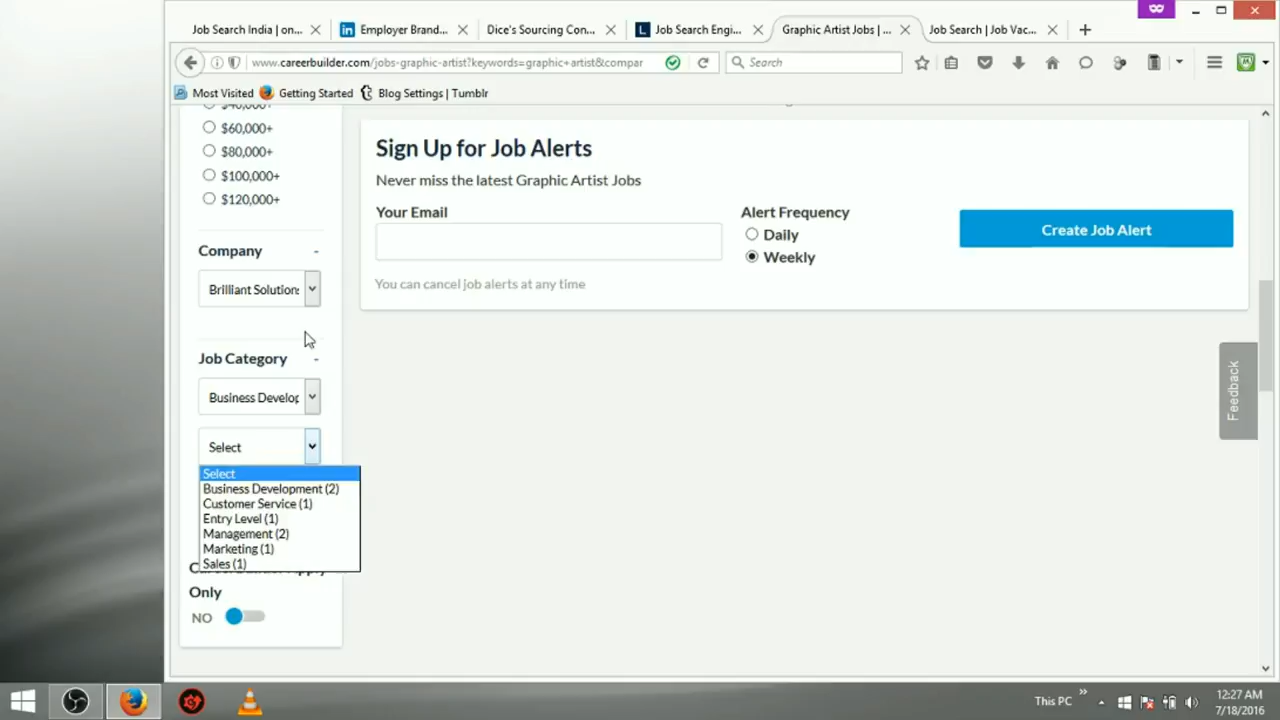 Job Search India | on...
Employer Brand...
Dice's Sourcing Con...
Job Search Engi...
Graphic Artist Jobs | ...
Job Search | Job Vac...
www.careerbuilder.com/jobs-graphic-artist?keywords=graphic+artist&compar
Search
Most Visited
Getting Started
Blog Settings | Tumblr
$40,000+
$60,000+
$80,000+
$100,000+
$120,000+
Company -
Brilliant Solutions
Job Category -
Business Develop
Select
Select
Business Development (2)
Customer Service (1)
Entry Level (1)
Management (2)
Marketing (1)
Sales (1)
Only
NO
Sign Up for Job Alerts
Never miss the latest Graphic Artist Jobs
Your Email
Alert Frequency
Daily
Weekly
Create Job Alert
You can cancel job alerts at any time
Feedback
This PC
12:27 AM
7/18/2016